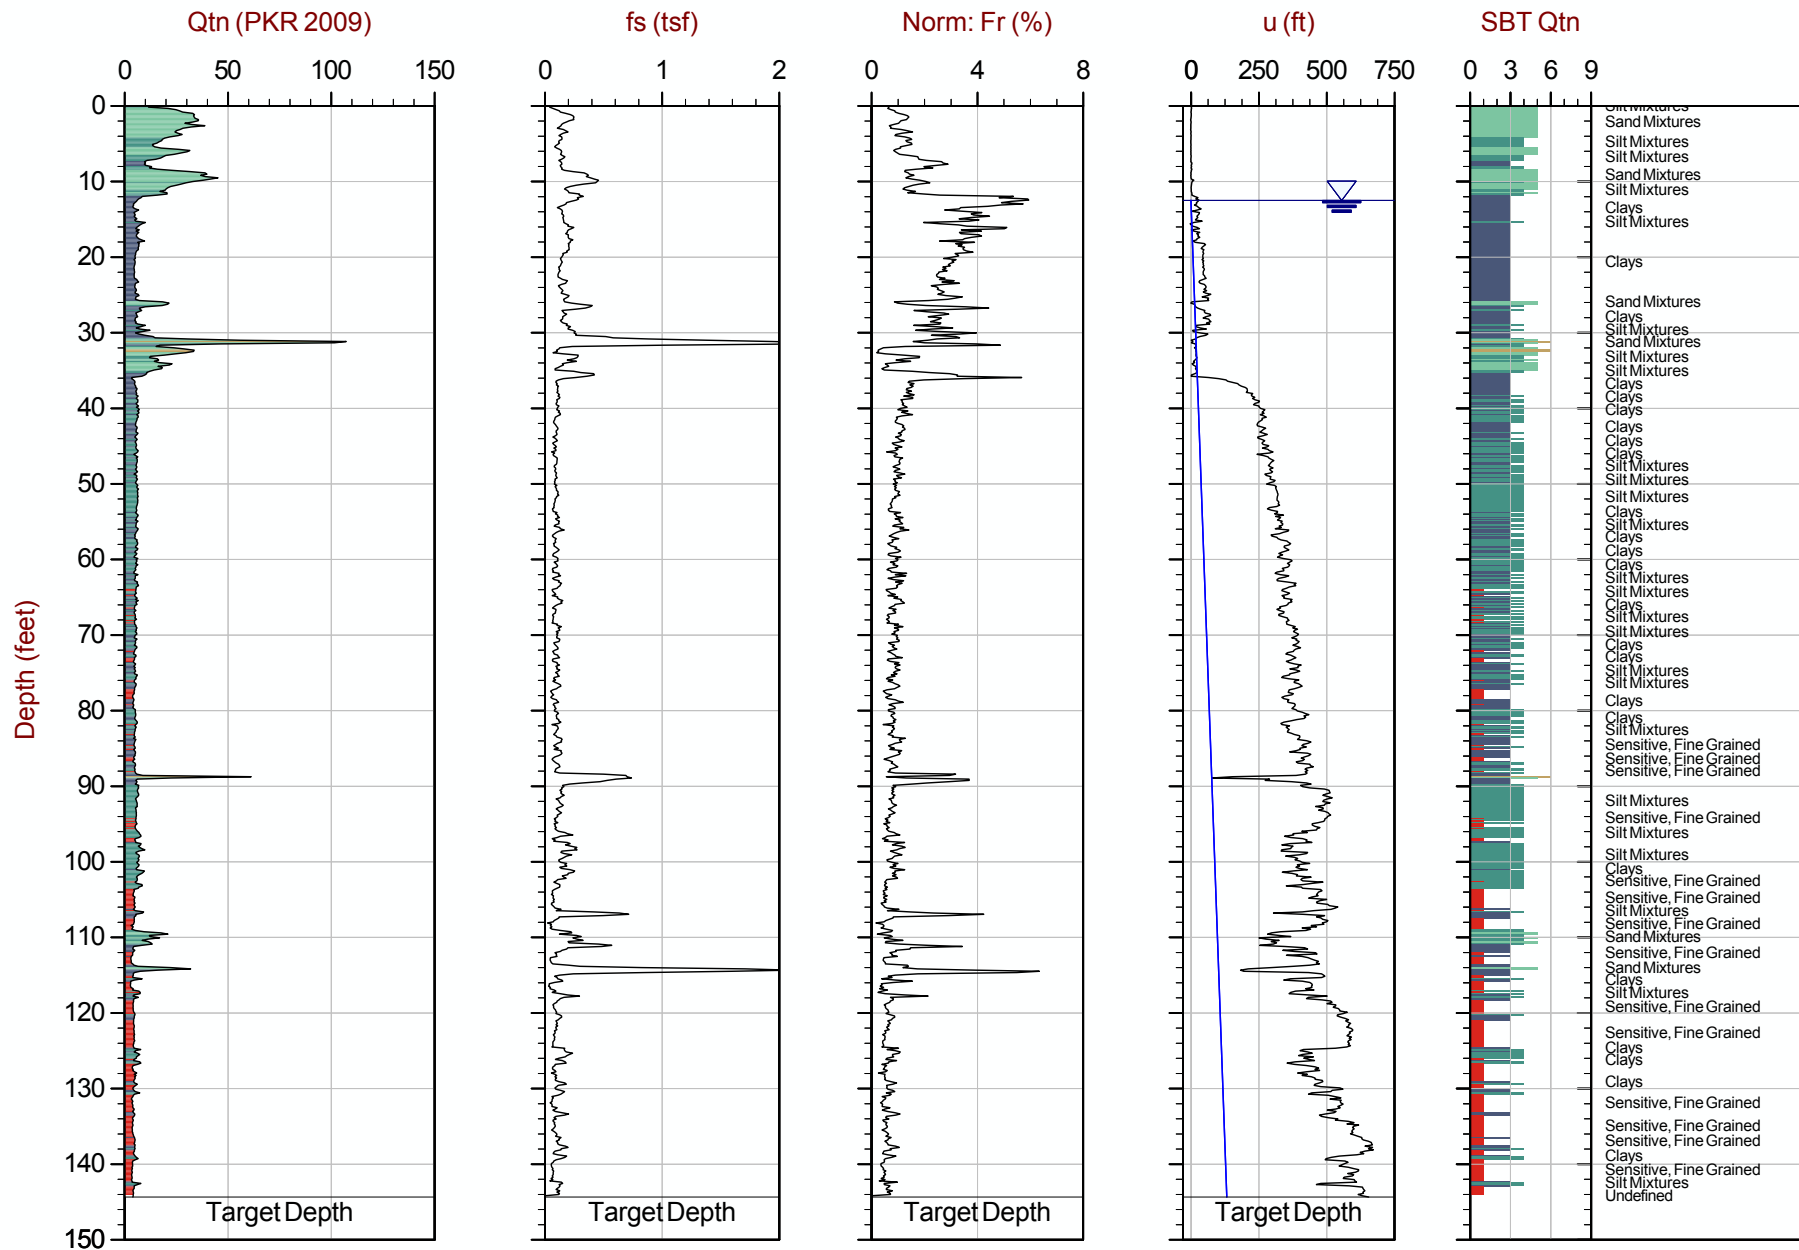 Qtn (PKR 2009) fs (tsf) Norm: Fr (%) u (ft) SBT Qtn
0 50 100 150 0 1 2 0 4 8 0 250 500 750 0 3 6 9
Depth (feet)
0
10
20
30
40
50
60
70
80
90
100
110
120
130
140
150
Silt Mixtures
Sand Mixtures
Silt Mixtures
Silt Mixtures
Sand Mixtures
Silt Mixtures
Clays
Silt Mixtures
Clays
Sand Mixtures
Clays
Silt Mixtures
Sand Mixtures
Silt Mixtures
Silt Mixtures
Clays
Clays
Clays
Clays
Clays
Clays
Silt Mixtures
Silt Mixtures
Silt Mixtures
Clays
Silt Mixtures
Clays
Clays
Clays
Silt Mixtures
Silt Mixtures
Clays
Silt Mixtures
Silt Mixtures
Clays
Clays
Silt Mixtures
Silt Mixtures
Clays
Clays
Silt Mixtures
Sensitive, Fine Grained
Sensitive, Fine Grained
Sensitive, Fine Grained
Silt Mixtures
Sensitive, Fine Grained
Silt Mixtures
Silt Mixtures
Clays
Sensitive, Fine Grained
Sensitive, Fine Grained
Silt Mixtures
Sensitive, Fine Grained
Sand Mixtures
Sensitive, Fine Grained
Sand Mixtures
Clays
Silt Mixtures
Sensitive, Fine Grained
Sensitive, Fine Grained
Clays
Clays
Clays
Sensitive, Fine Grained
Sensitive, Fine Grained
Sensitive, Fine Grained
Clays
Sensitive, Fine Grained
Silt Mixtures
Undefined
Target Depth Target Depth Target Depth Target Depth